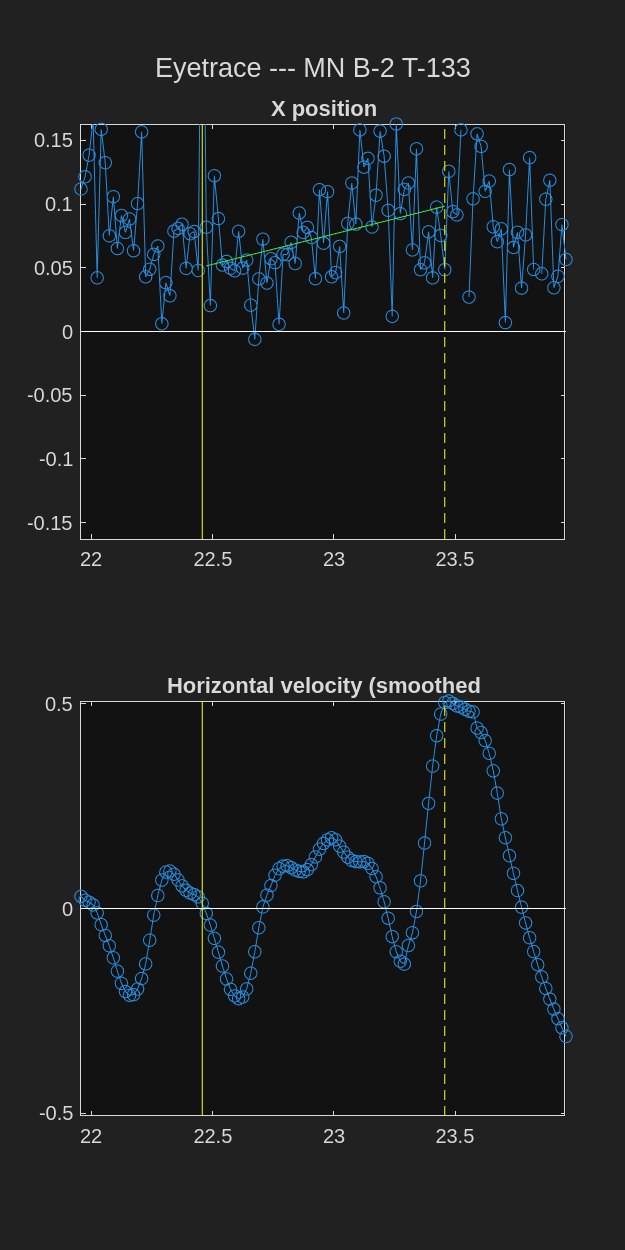 Eyetrace --- MN B-2 T-133
X position
0.15
0.1
0.05
0
-0.05
-0.1
-0.15
22 22.5 23 23.5
Horizontal velocity (smoothed
0.5
0
-0.5
22 22.5 23 23.5